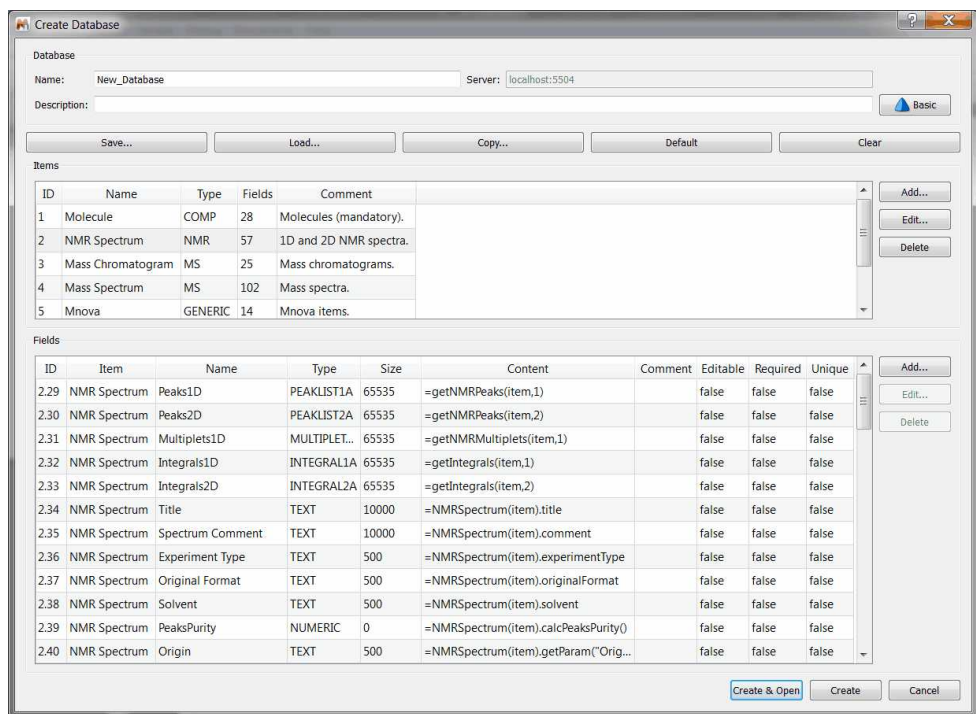 Create Database
Database
Name: New_Database Server: localhost:5504
Description: Basic
Save... Load... Copy... Default Clear
Items
ID Name Type Fields Comment Add...
1 Molecule COMP 28 Molecules (mandatory).
Edit...
2 NMR Spectrum NMR 57 1D and 2D NMR spectra.
Delete
3 Mass Chromatogram MS 25 Mass chromatograms.
4 Mass Spectrum MS 102 Mass spectra.
5 Mnova GENERIC 14 Mnova items.
Fields
ID Item Name Type Size Content Comment Editable Required Unique Add...
2.29 NMR Spectrum Peaks1D PEAKLIST1A 65535 =getNMRPeaks(item,1) false false false Edit...
2.30 NMR Spectrum Peaks2D PEAKLIST2A 65535 =getNMRPeaks(item,2) false false false Delete
2.31 NMR Spectrum Multiplets1D MULTIPLET... 65535 =getNMRMultiplets(item,1) false false false
2.32 NMR Spectrum Integrals1D INTEGRAL1A 65535 =getIntegrals(item,1) false false false
2.33 NMR Spectrum Integrals2D INTEGRAL2A 65535 =getIntegrals(item,2) false false false
2.34 NMR Spectrum Title TEXT 10000 =NMRSpectrum(item).title false false false
2.35 NMR Spectrum Spectrum Comment TEXT 10000 =NMRSpectrum(item).comment false false false
2.36 NMR Spectrum Experiment Type TEXT 500 =NMRSpectrum(item).experimentType false false false
2.37 NMR Spectrum Original Format TEXT 500 =NMRSpectrum(item).originalFormat false false false
2.38 NMR Spectrum Solvent TEXT 500 =NMRSpectrum(item).solvent false false false
2.39 NMR Spectrum PeaksPurity NUMERIC 0 =NMRSpectrum(item).calcPeaksPurity() false false false
2.40 NMR Spectrum Origin TEXT 500 =NMRSpectrum(item).getParam("Orig... false false false
Create & Open Create Cancel